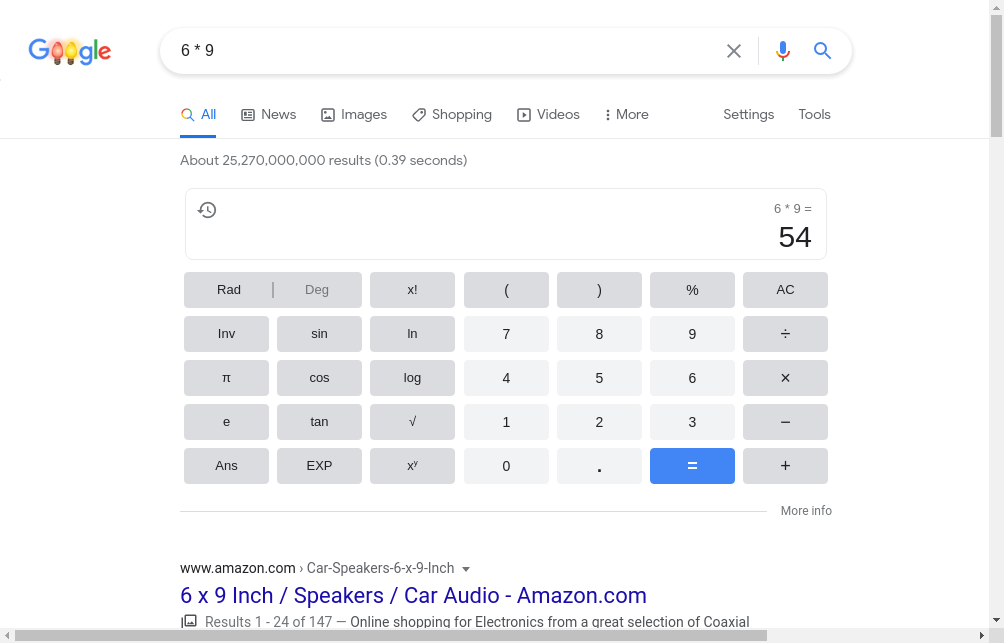 Google 6 * 9
All News Images Shopping Videos More Settings Tools
About 25,270,000,000 results (0.39 seconds)
6 * 9 =
54
Rad | Deg x! ( ) % AC
Inv sin ln 7 8 9 ÷
π cos log 4 5 6 ×
e tan √ 1 2 3 −
Ans EXP xʸ 0 . = +
More info
www.amazon.com › Car-Speakers-6-x-9-Inch
6 x 9 Inch / Speakers / Car Audio - Amazon.com
Results 1 - 24 of 147 — Online shopping for Electronics from a great selection of Coaxial